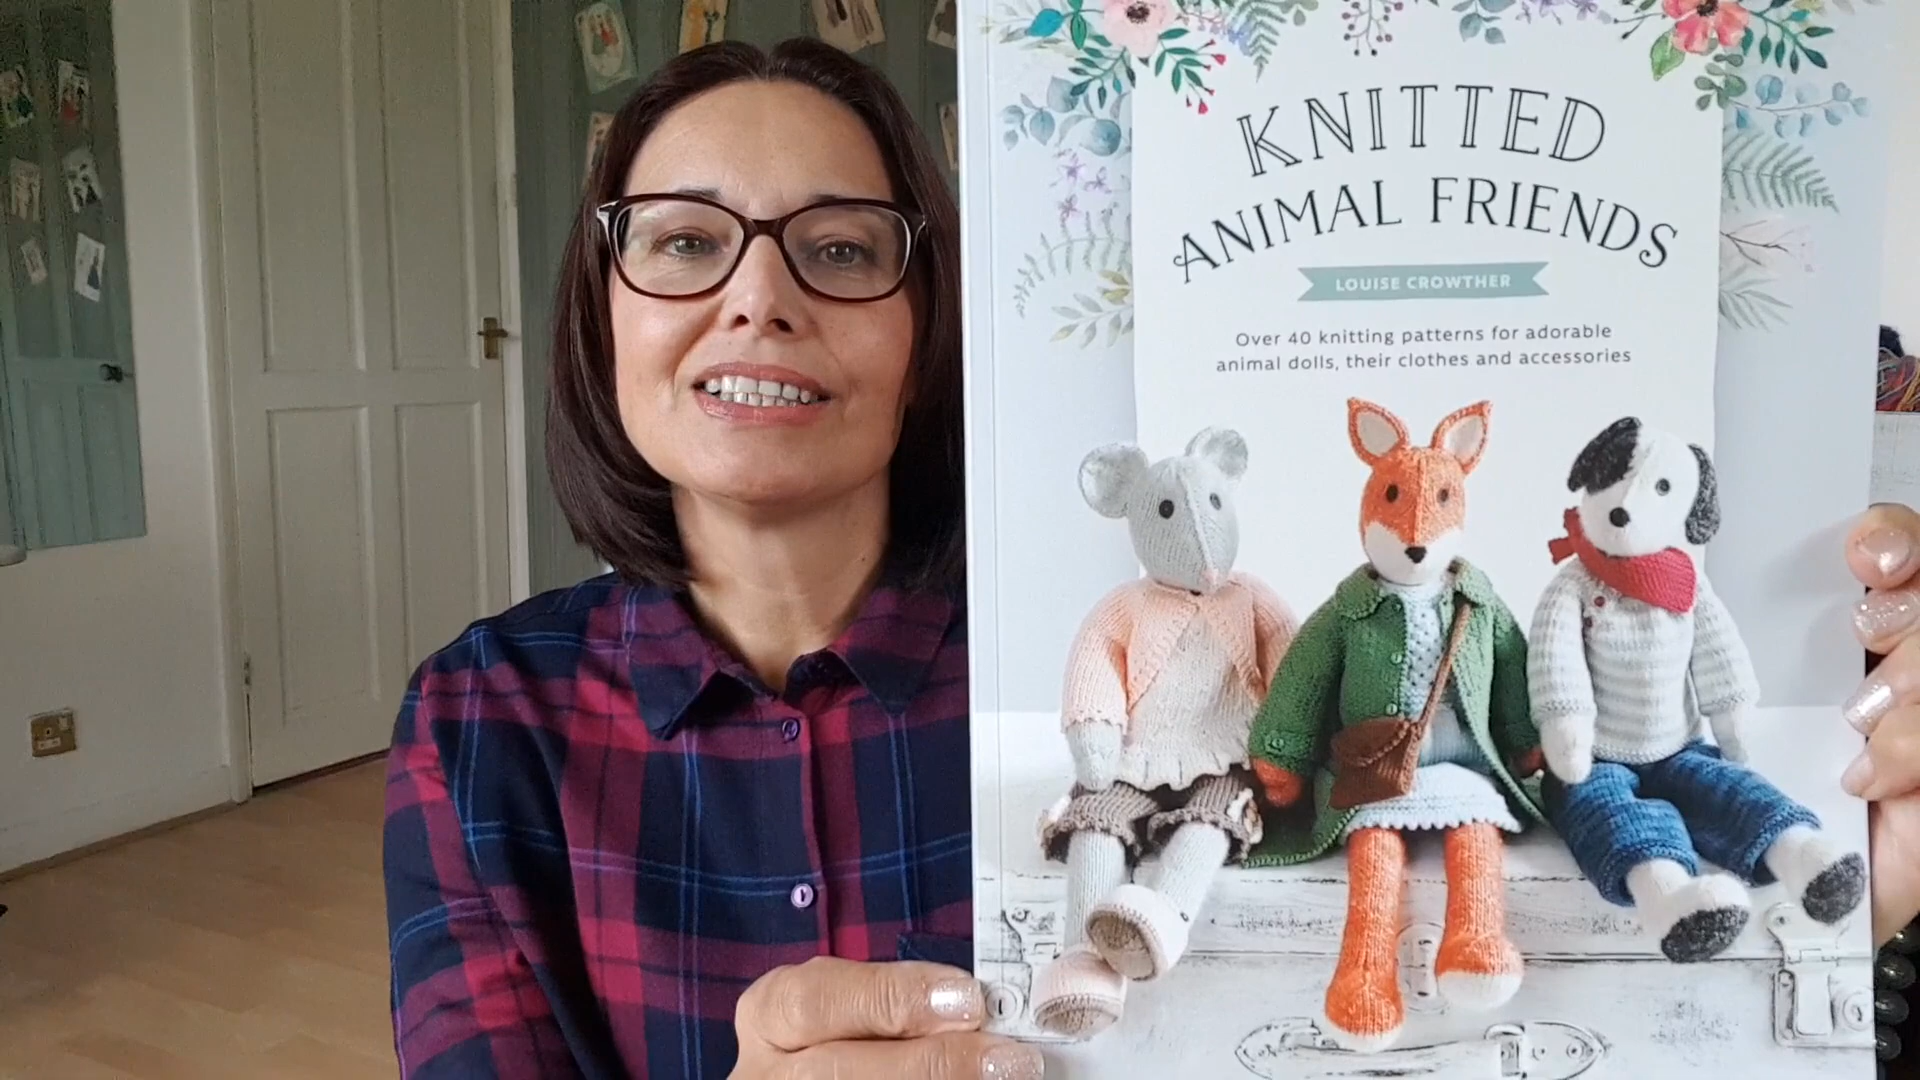 KNITTED
ANIMAL FRIENDS
LOUISE CROWTHER
Over 40 knitting patterns for adorable
animal dolls, their clothes and accessories